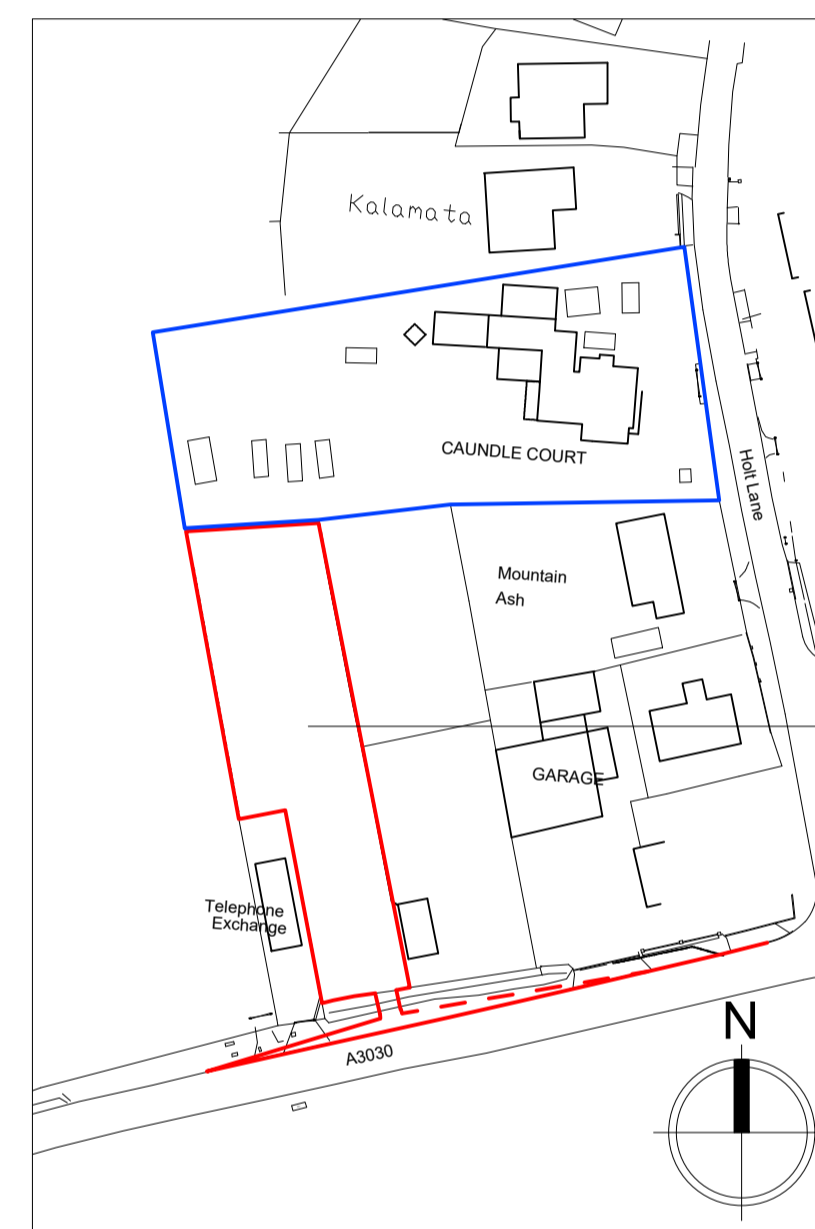 Kalamata
CAUNDLE COURT
Holt Lane
Mountain
Ash
GARAGE
Telephone
Exchange
A3030
N